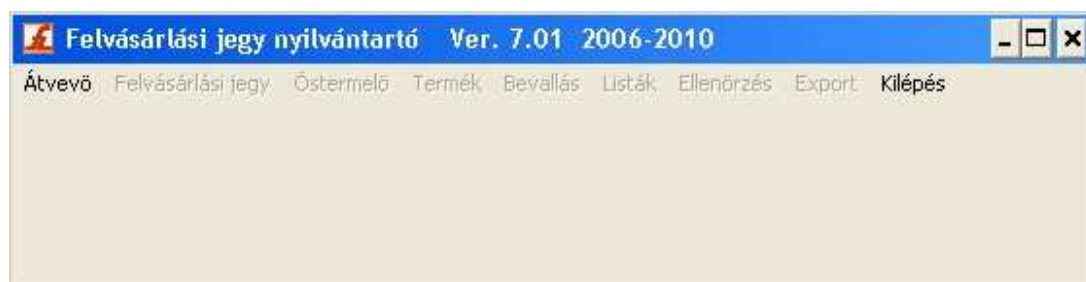 Felvásárlási jegy nyilvántartó Ver. 7.01 2006-2010
Átvevö Felvásárlási jegy Östermelö Termék Bevallás Listák Ellenörzés Export Kilépés